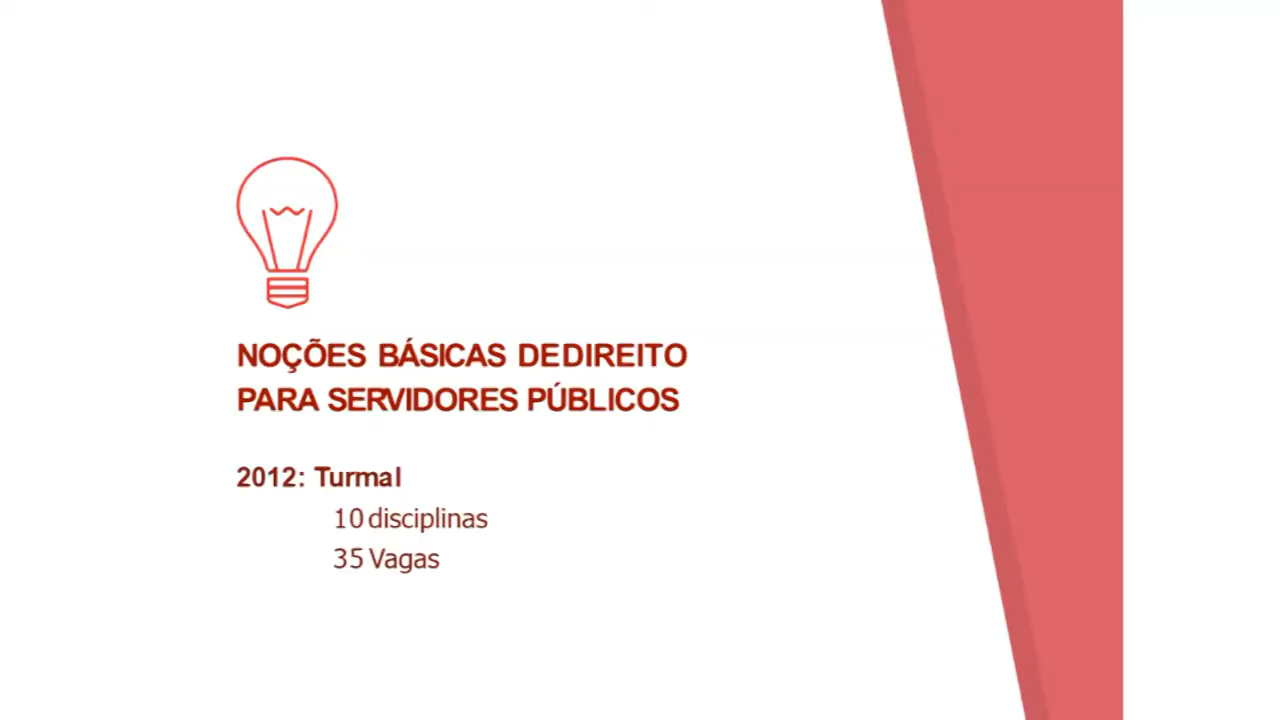 NOÇÕES BÁSICAS DEDIREITO
PARA SERVIDORES PÚBLICOS
2012: TurmaI
10 disciplinas
35 Vagas